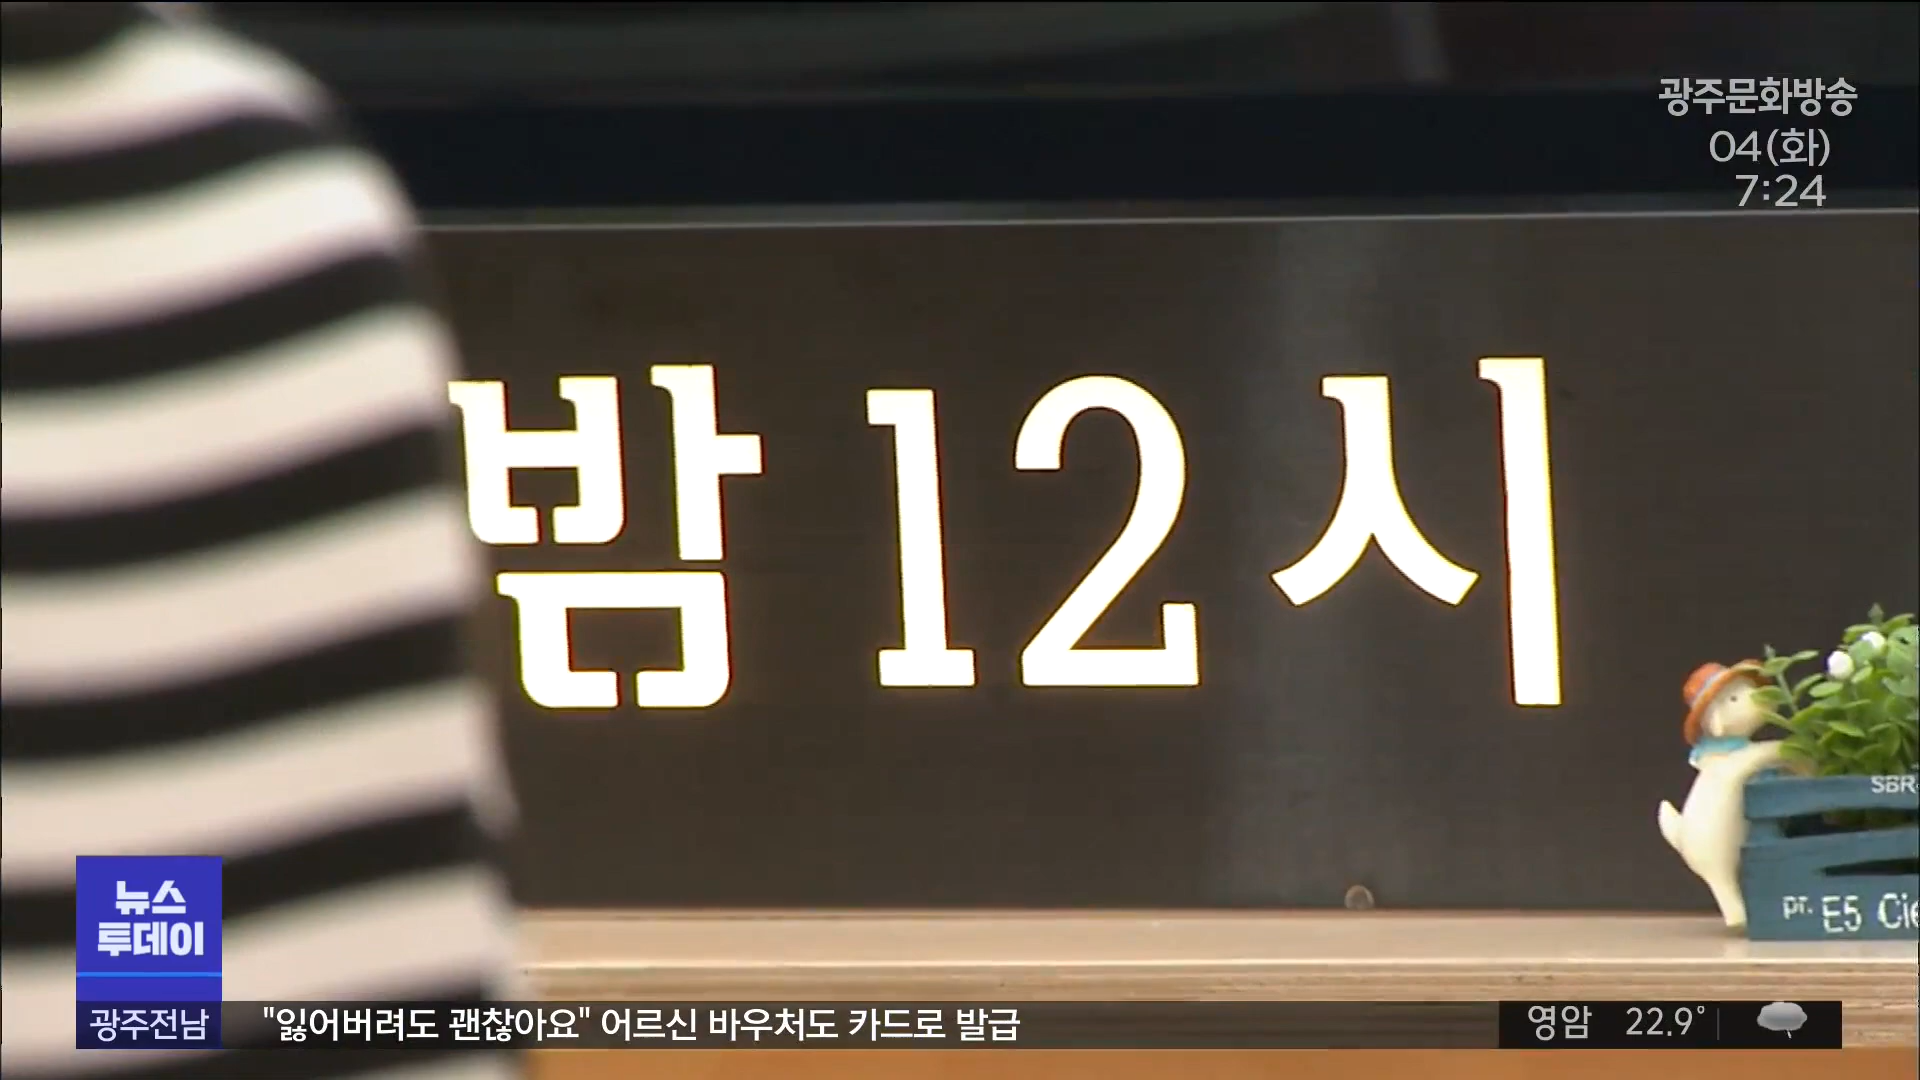 광주문화방송
04(화)
7:24
밤 12시
SBR
pr. E5 Cie
뉴스
투데이
광주전남
"잃어버려도 괜찮아요" 어르신 바우처도 카드로 발급
영암 22.9°